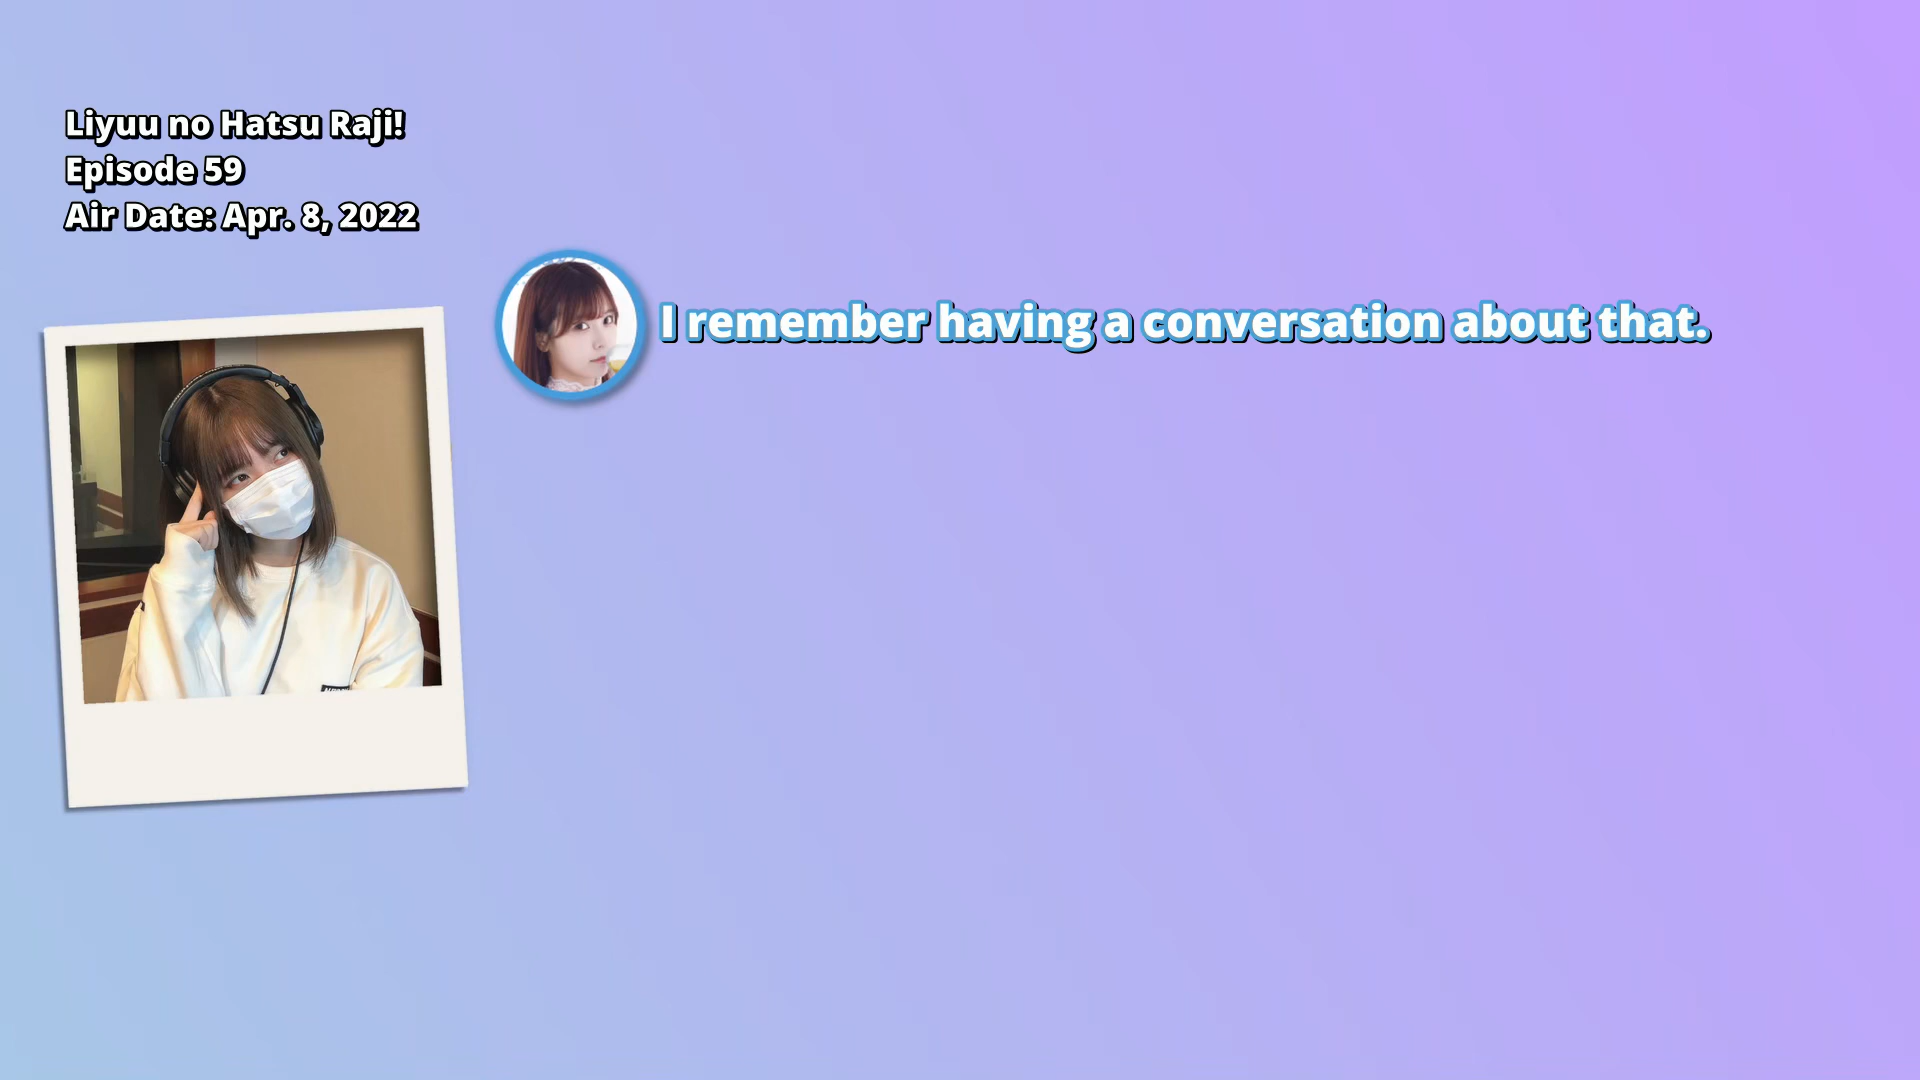 Liyuu no Hatsu Raji!
Episode 59
Air Date: Apr. 8, 2022
I remember having a conversation about that.